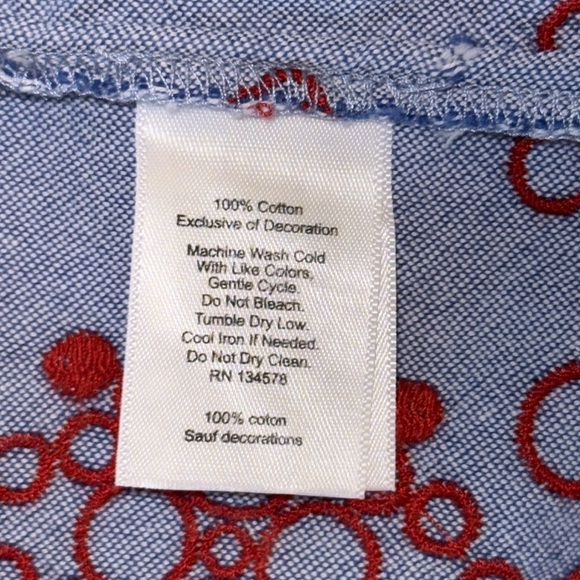 100% Cotton
Exclusive of Decoration
Machine Wash Cold
With Like Colors,
Gentle Cycle.
Do Not Bleach.
Tumble Dry Low.
Cool Iron If Needed.
Do Not Dry Clean.
RN 134578
100% coton
Sauf decorations